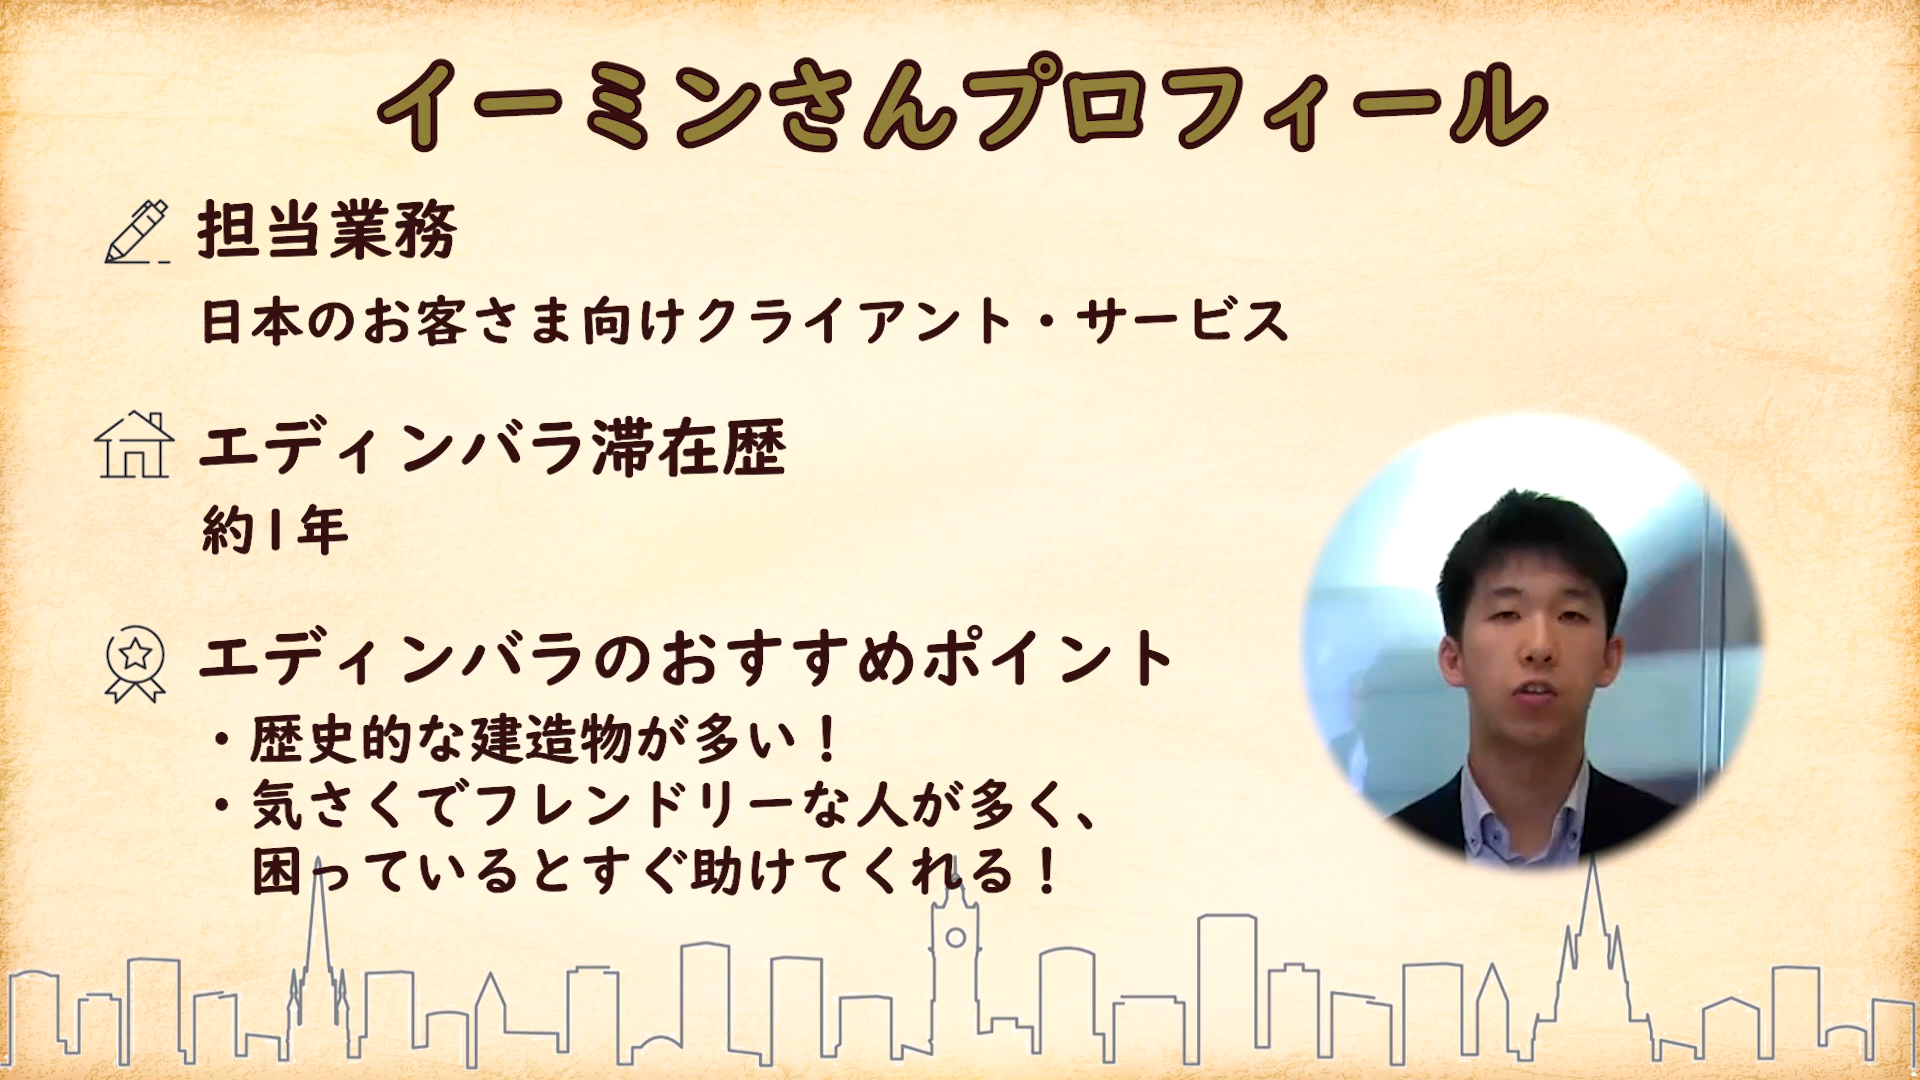 イーミンさんプロフィール
担当業務
日本のお客さま向けクライアント・サービス
エディンバラ滞在歴
約1年
エディンバラのおすすめポイント
・歴史的な建造物が多い！
・気さくでフレンドリーな人が多く、
困っているとすぐ助けてくれる！